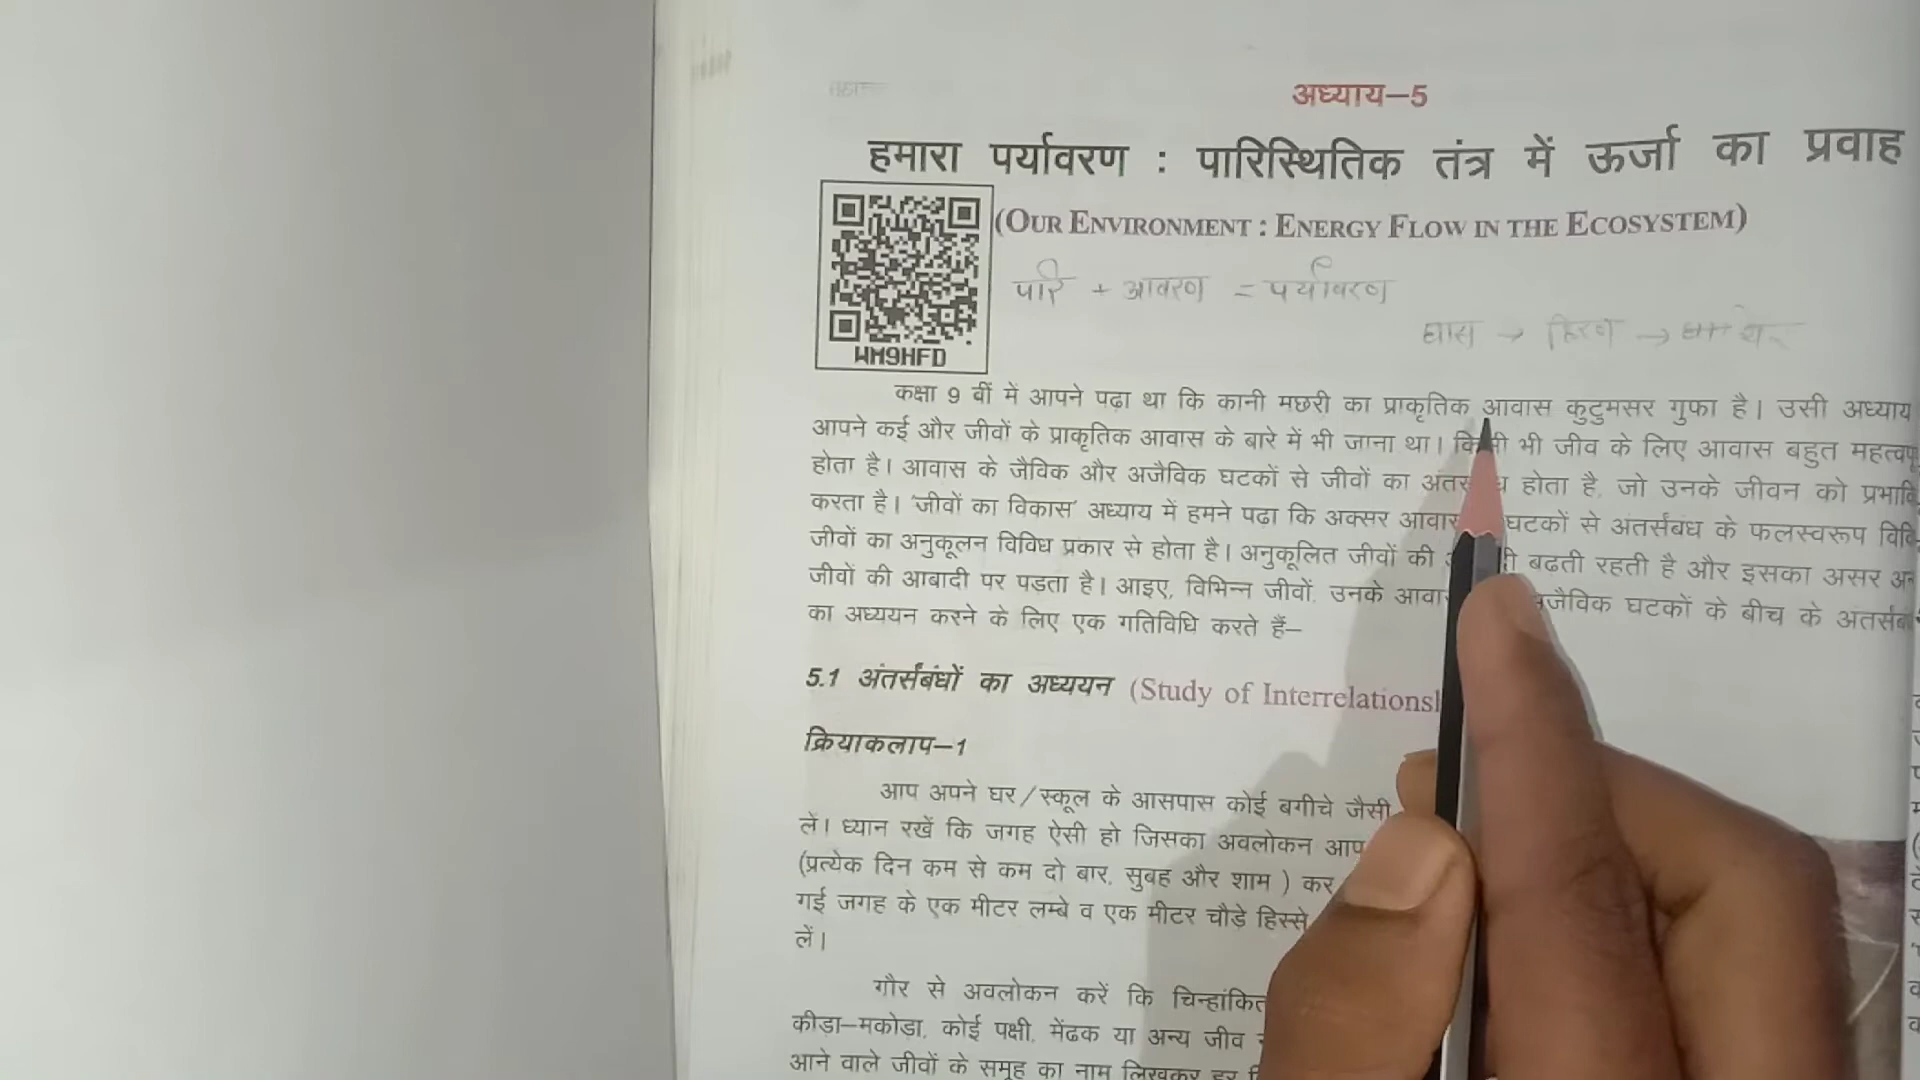 अध्याय–5
हमारा पर्यावरण : पारिस्थितिक तंत्र में ऊर्जा का प्रवाह
(OUR ENVIRONMENT : ENERGY FLOW IN THE ECOSYSTEM)
WM9HFD
परि + आवरण = पर्यावरण
घास → हिरण →
कक्षा 9 वीं में आपने पढ़ा था कि कानी मछरी का प्राकृतिक आवास कुटुमसर गुफा है। उसी अध्याय
आपने कई और जीवों के प्राकृतिक आवास के बारे में भी जाना था। भी जीव के लिए आवास बहुत
होता है। आवास के जैविक और अजैविक घटकों से जीवों का होता है, जो उनके जीवन को
करता है। 'जीवों का विकास' अध्याय में हमने पढ़ा कि अक्सर घटकों से अंतर्संबंध के फलस्वरूप
जीवों का अनुकूलन विविध प्रकार से होता है। अनुकूलित जीवों की बढती रहती है और इसका असर
जीवों की आबादी पर पड़ता है। आइए, विभिन्न जीवों, उनके घटकों के बीच के
का अध्ययन करने के लिए एक गतिविधि करते हैं–
5.1 अंतर्संबंधों का अध्ययन (Study of
क्रियाकलाप–1
आप अपने घर/स्कूल के आसपास कोई बगीचे जैसी
लें। ध्यान रखें कि जगह ऐसी हो जिसका अवलोकन आप
(प्रत्येक दिन कम से कम दो बार, सुबह और शाम ) कर
गई जगह के एक मीटर लम्बे व एक मीटर चौड़े हिस्से
लें।
गौर से अवलोकन करें कि चिन्हांकित
कीड़ा–मकोड़ा, कोई पक्षी, मेंढक या अन्य जीव
आने वाले जीवों के समूह का नाम लिखकर हर